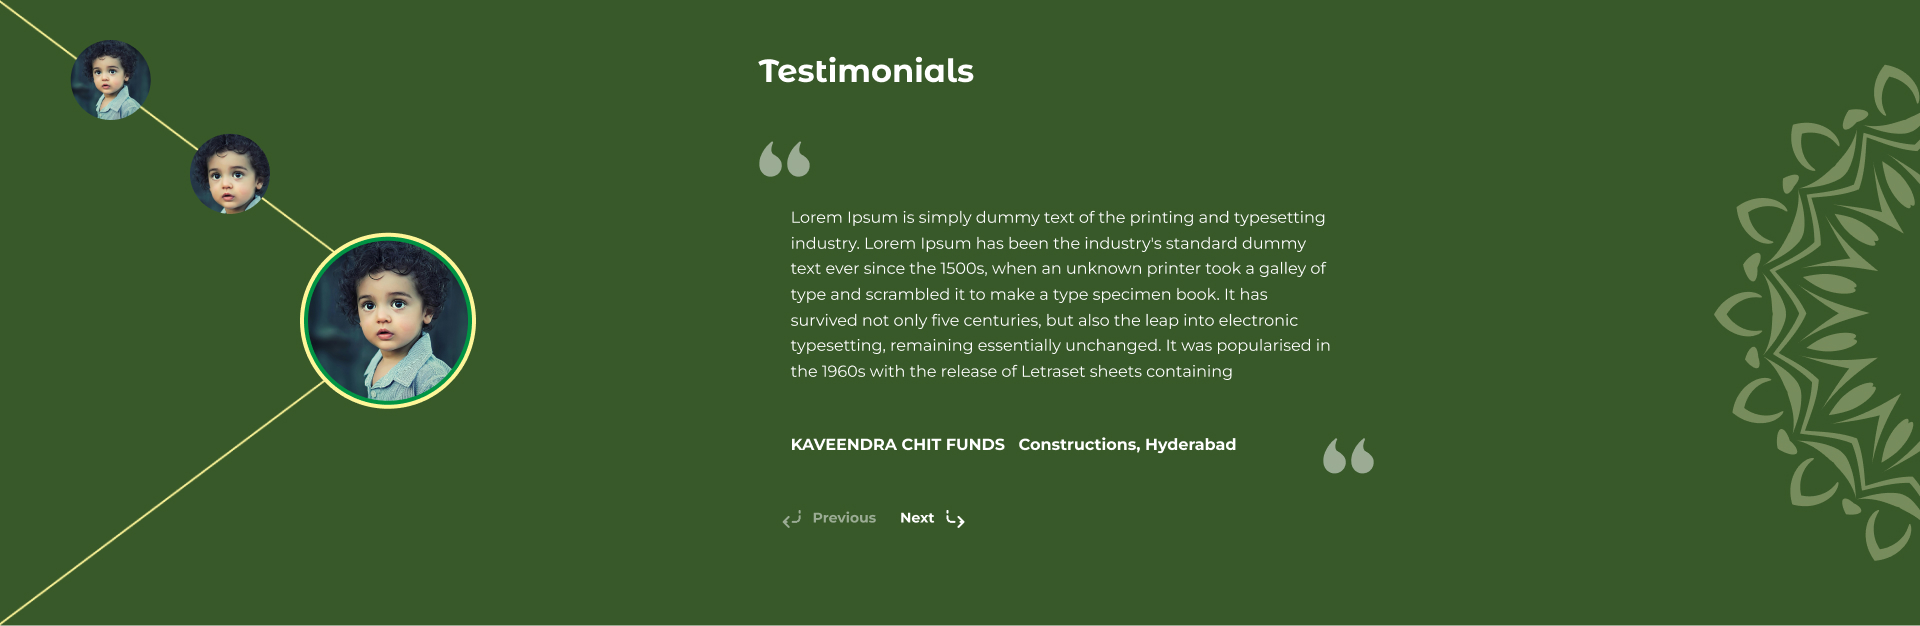 Testimonials
“
Lorem Ipsum is simply dummy text of the printing and typesetting
industry. Lorem Ipsum has been the industry's standard dummy
text ever since the 1500s, when an unknown printer took a galley of
type and scrambled it to make a type specimen book. It has
survived not only five centuries, but also the leap into electronic
typesetting, remaining essentially unchanged. It was popularised in
the 1960s with the release of Letraset sheets containing
KAVEENDRA CHIT FUNDS Constructions, Hyderabad
“
Previous Next